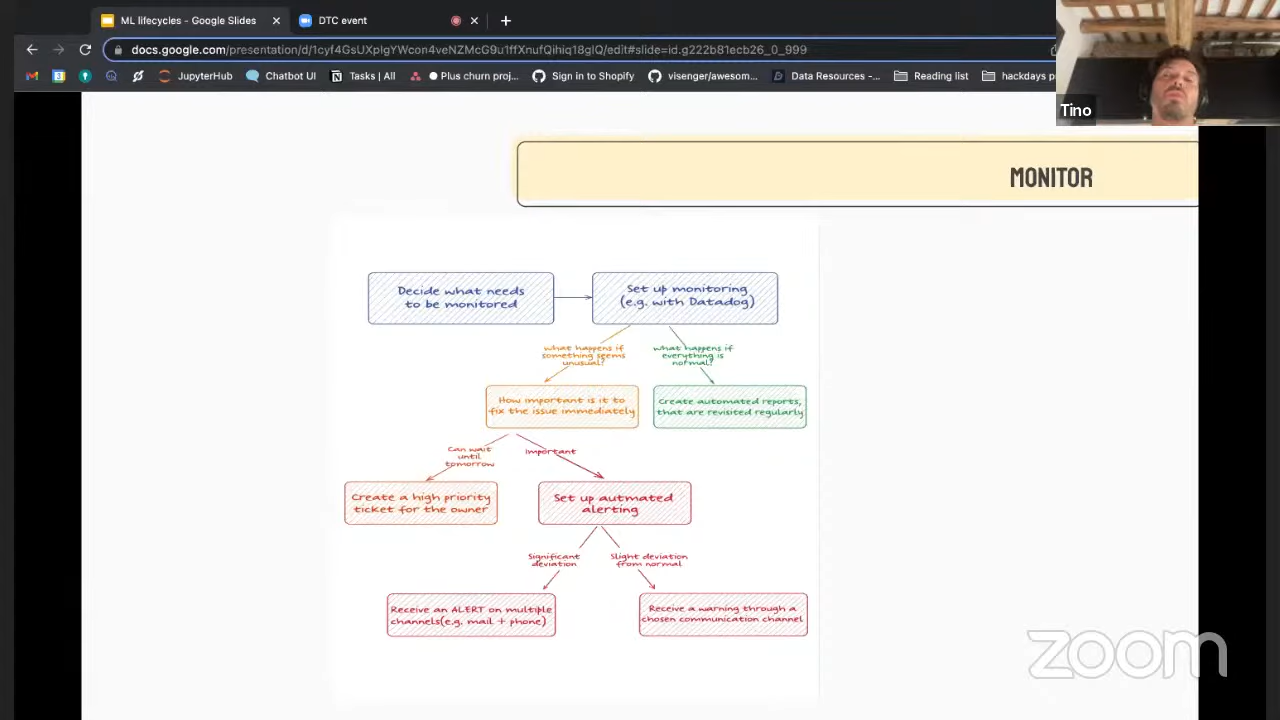 ML lifecycles - Google Slides
DTC event
docs.google.com/presentation/d/1cyf4GsUXplgYWcon4veNZMcG9u1ffXnufQihiq18glQ/edit#slide=id.g222b81ecb26_0_999
JupyterHub
Chatbot UI
Tasks | All
Plus churn proj...
Sign in to Shopify
visenger/awesom...
Data Resources -...
Reading list
hackdays
Tino
MONITOR
Decide what needs
to be monitored
Set up monitoring
(e.g. with Datadog)
What happens if
something seems
unusual?
What happens if
everything is
normal?
How important is it to
fix the issue immediately
Create automated reports,
that are revisited regularly
Can wait
until
tomorrow
Important
Create a high priority
ticket for the owner
Set up autmated
alerting
Significant
deviation
Slight deviation
from normal
Receive an ALERT on multiple
channels(e.g. mail + phone)
Receive a warning through a
chosen communication channel
zoom